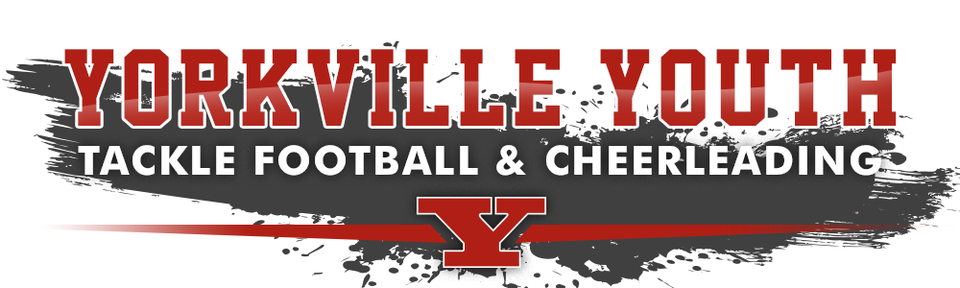 YORKVILLE YOUTH
TACKLE FOOTBALL & CHEERLEADING
Y